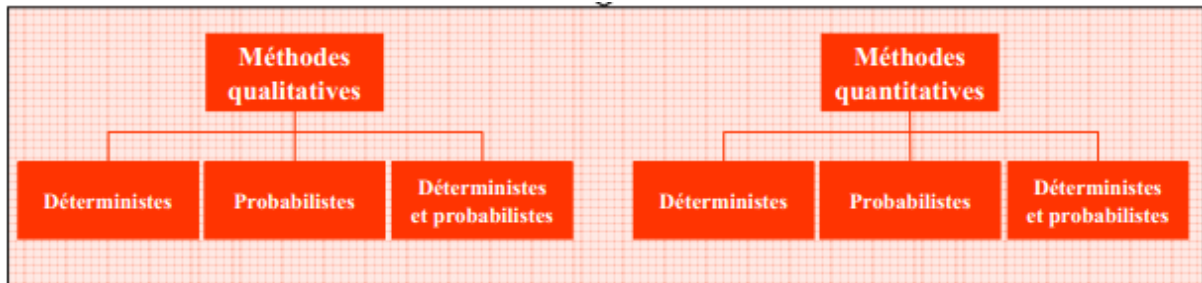 Méthodes
qualitatives
Méthodes
quantitatives
Déterministes
Probabilistes
Déterministes
et probabilistes
Déterministes
Probabilistes
Déterministes
et probabilistes